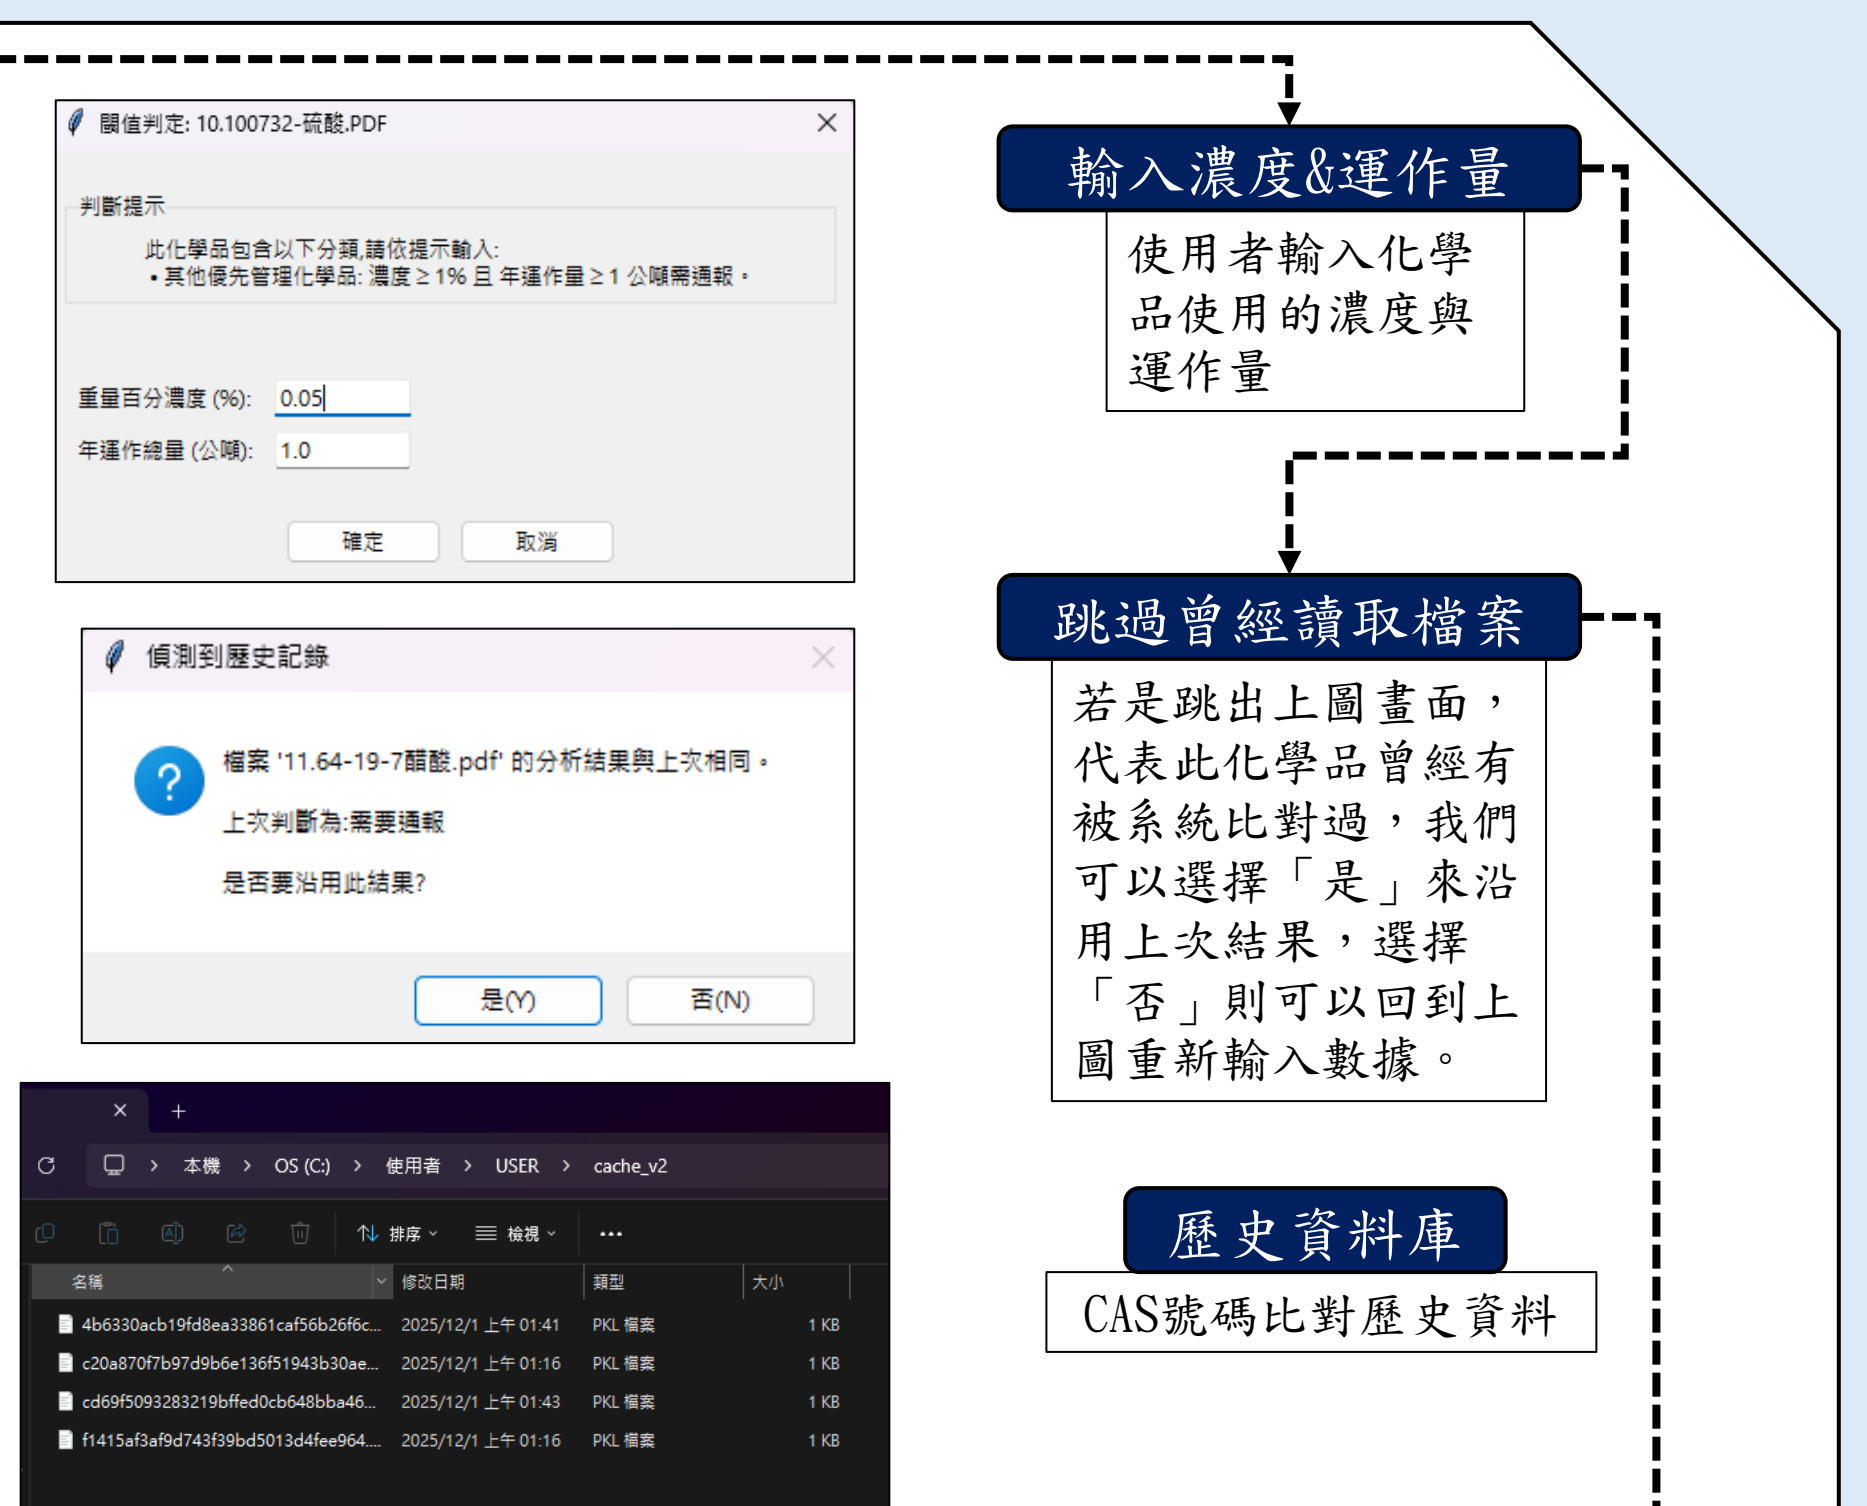 閾值判定: 10.100732-硫酸.PDF
判斷提示
此化學品包含以下分類,請依提示輸入:
• 其他優先管理化學品: 濃度 ≥ 1% 且 年運作量 ≥ 1 公噸需通報。
重量百分濃度 (%):
0.05
年運作總量 (公噸):
1.0
確定
取消
輸入濃度&運作量
使用者輸入化學
品使用的濃度與
運作量
偵測到歷史記錄
檔案 '11.64-19-7醋酸.pdf' 的分析結果與上次相同。
上次判斷為:需要通報
是否要沿用此結果?
是(Y)
否(N)
跳過曾經讀取檔案
若是跳出上圖畫面，
代表此化學品曾經有
被系統比對過，我們
可以選擇「是」來沿
用上次結果，選擇
「否」則可以回到上
圖重新輸入數據。
本機 > OS (C:) > 使用者 > USER > cache_v2
排序
檢視
名稱 修改日期 類型 大小
4b6330acb19fd8ea33861caf56b26f6c... 2025/12/1 上午 01:41 PKL 檔案 1 KB
c20a870f7b97d9b6e136f51943b30ae... 2025/12/1 上午 01:16 PKL 檔案 1 KB
cd69f5093283219bffed0cb648bba46... 2025/12/1 上午 01:43 PKL 檔案 1 KB
f1415af3af9d743f39bd5013d4fee964.... 2025/12/1 上午 01:16 PKL 檔案 1 KB
歷史資料庫
CAS號碼比對歷史資料